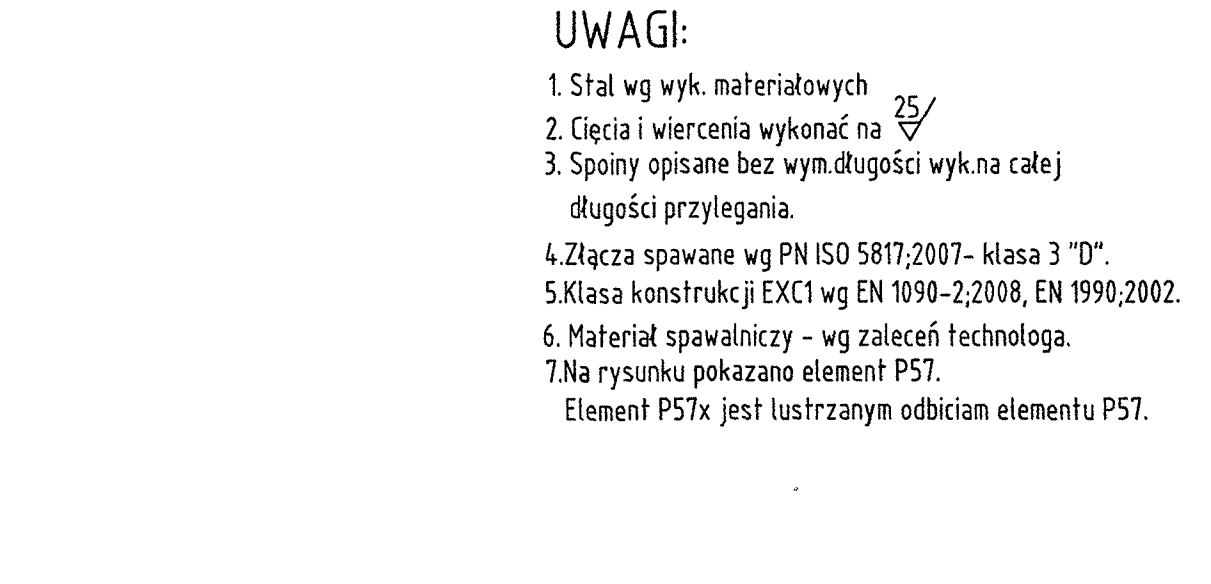 UWAGI:
1. Stal wg wyk. materiałowych
2. Cięcia i wiercenia wykonać na 25/
3. Spoiny opisane bez wym.długości wyk.na całej
długości przylegania.
4.Złącza spawane wg PN ISO 5817;2007- klasa 3 "D".
5.Klasa konstrukcji EXC1 wg EN 1090-2;2008, EN 1990;2002.
6. Materiał spawalniczy - wg zaleceń technologa.
7.Na rysunku pokazano element P57.
Element P57x jest lustrzanym odbiciam elementu P57.